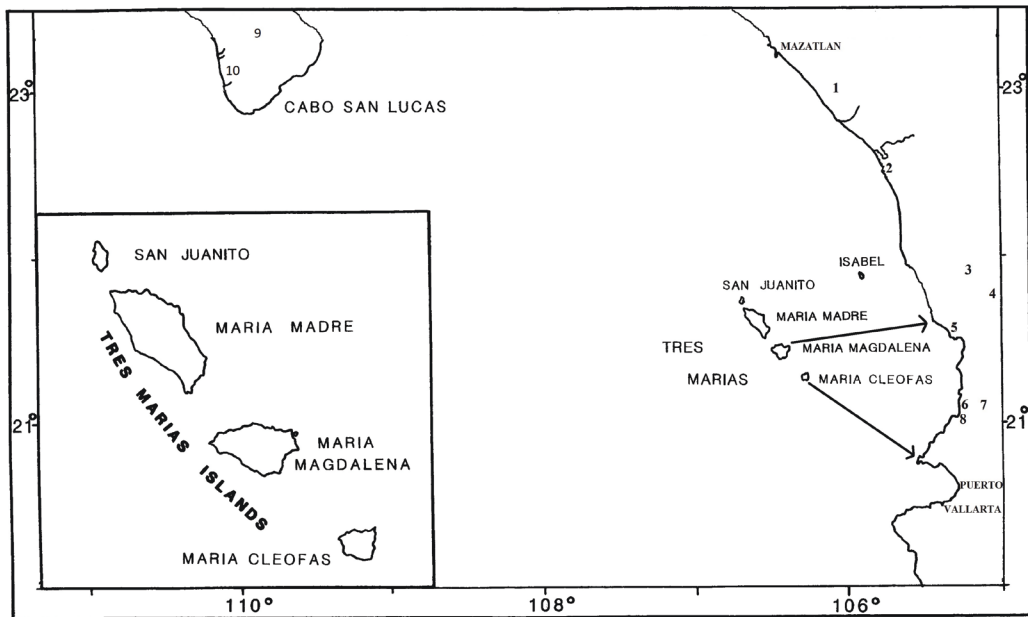 9
MAZATLAN
10
1
23°
23°
CABO SAN LUCAS
2
SAN JUANITO
ISABEL
3
SAN JUANITO
4
MARIA MADRE
MARIA MADRE
5
TRES
MARIA MAGDALENA
MARIAS
MARIA CLEOFAS
TRES MARIAS ISLANDS
6
7
8
21°
21°
MARIA
MAGDALENA
PUERTO
VALLARTA
MARIA CLEOFAS
110°
108°
106°